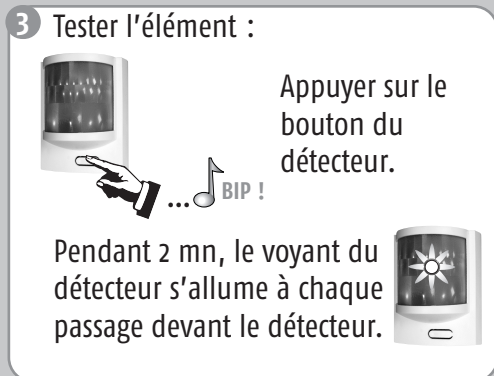 3 Tester l'élément :
Appuyer sur le
bouton du
détecteur.
... BIP !
Pendant 2 mn, le voyant du
détecteur s'allume à chaque
passage devant le détecteur.